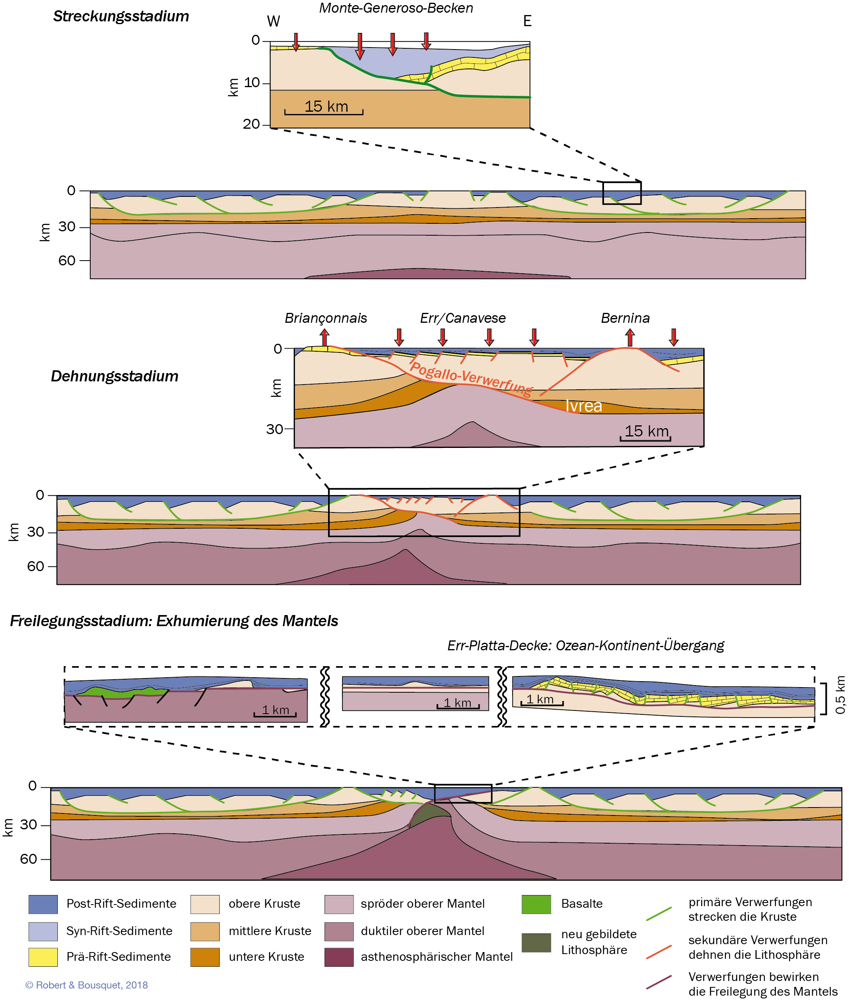 Streckungsstadium
Monte-Generoso-Becken
W
E
0
10
20
km
15 km
0
30
60
km
Briançonnais
Err/Canavese
Bernina
Dehnungsstadium
0
30
km
Pogallo-Verwerfung
Ivrea
15 km
0
30
60
km
Freilegungsstadium: Exhumierung des Mantels
Err-Platta-Decke: Ozean-Kontinent-Übergang
1 km
1 km
1 km
0,5 km
0
30
60
km
Post-Rift-Sedimente
Syn-Rift-Sedimente
Prä-Rift-Sedimente
obere Kruste
mittlere Kruste
untere Kruste
spröder oberer Mantel
duktiler oberer Mantel
asthenosphärischer Mantel
Basalte
neu gebildete
Lithosphäre
primäre Verwerfungen
strecken die Kruste
sekundäre Verwerfungen
dehnen die Lithosphäre
Verwerfungen bewirken
die Freilegung des Mantels
© Robert & Bousquet, 2018